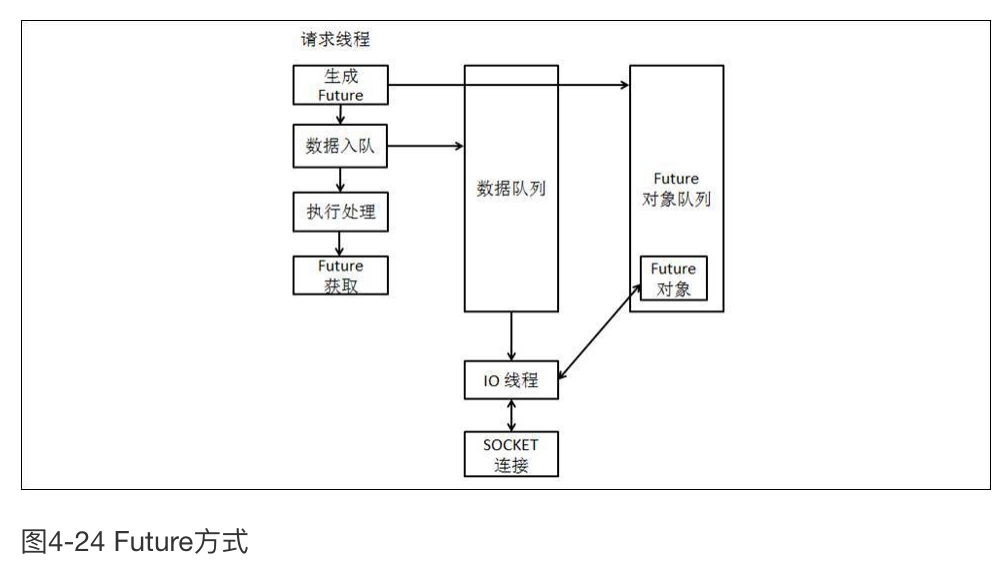 请求线程
生成
Future
数据入队
执行处理
Future
获取
数据队列
Future
对象队列
Future
对象
IO 线程
SOCKET
连接
图4-24 Future方式